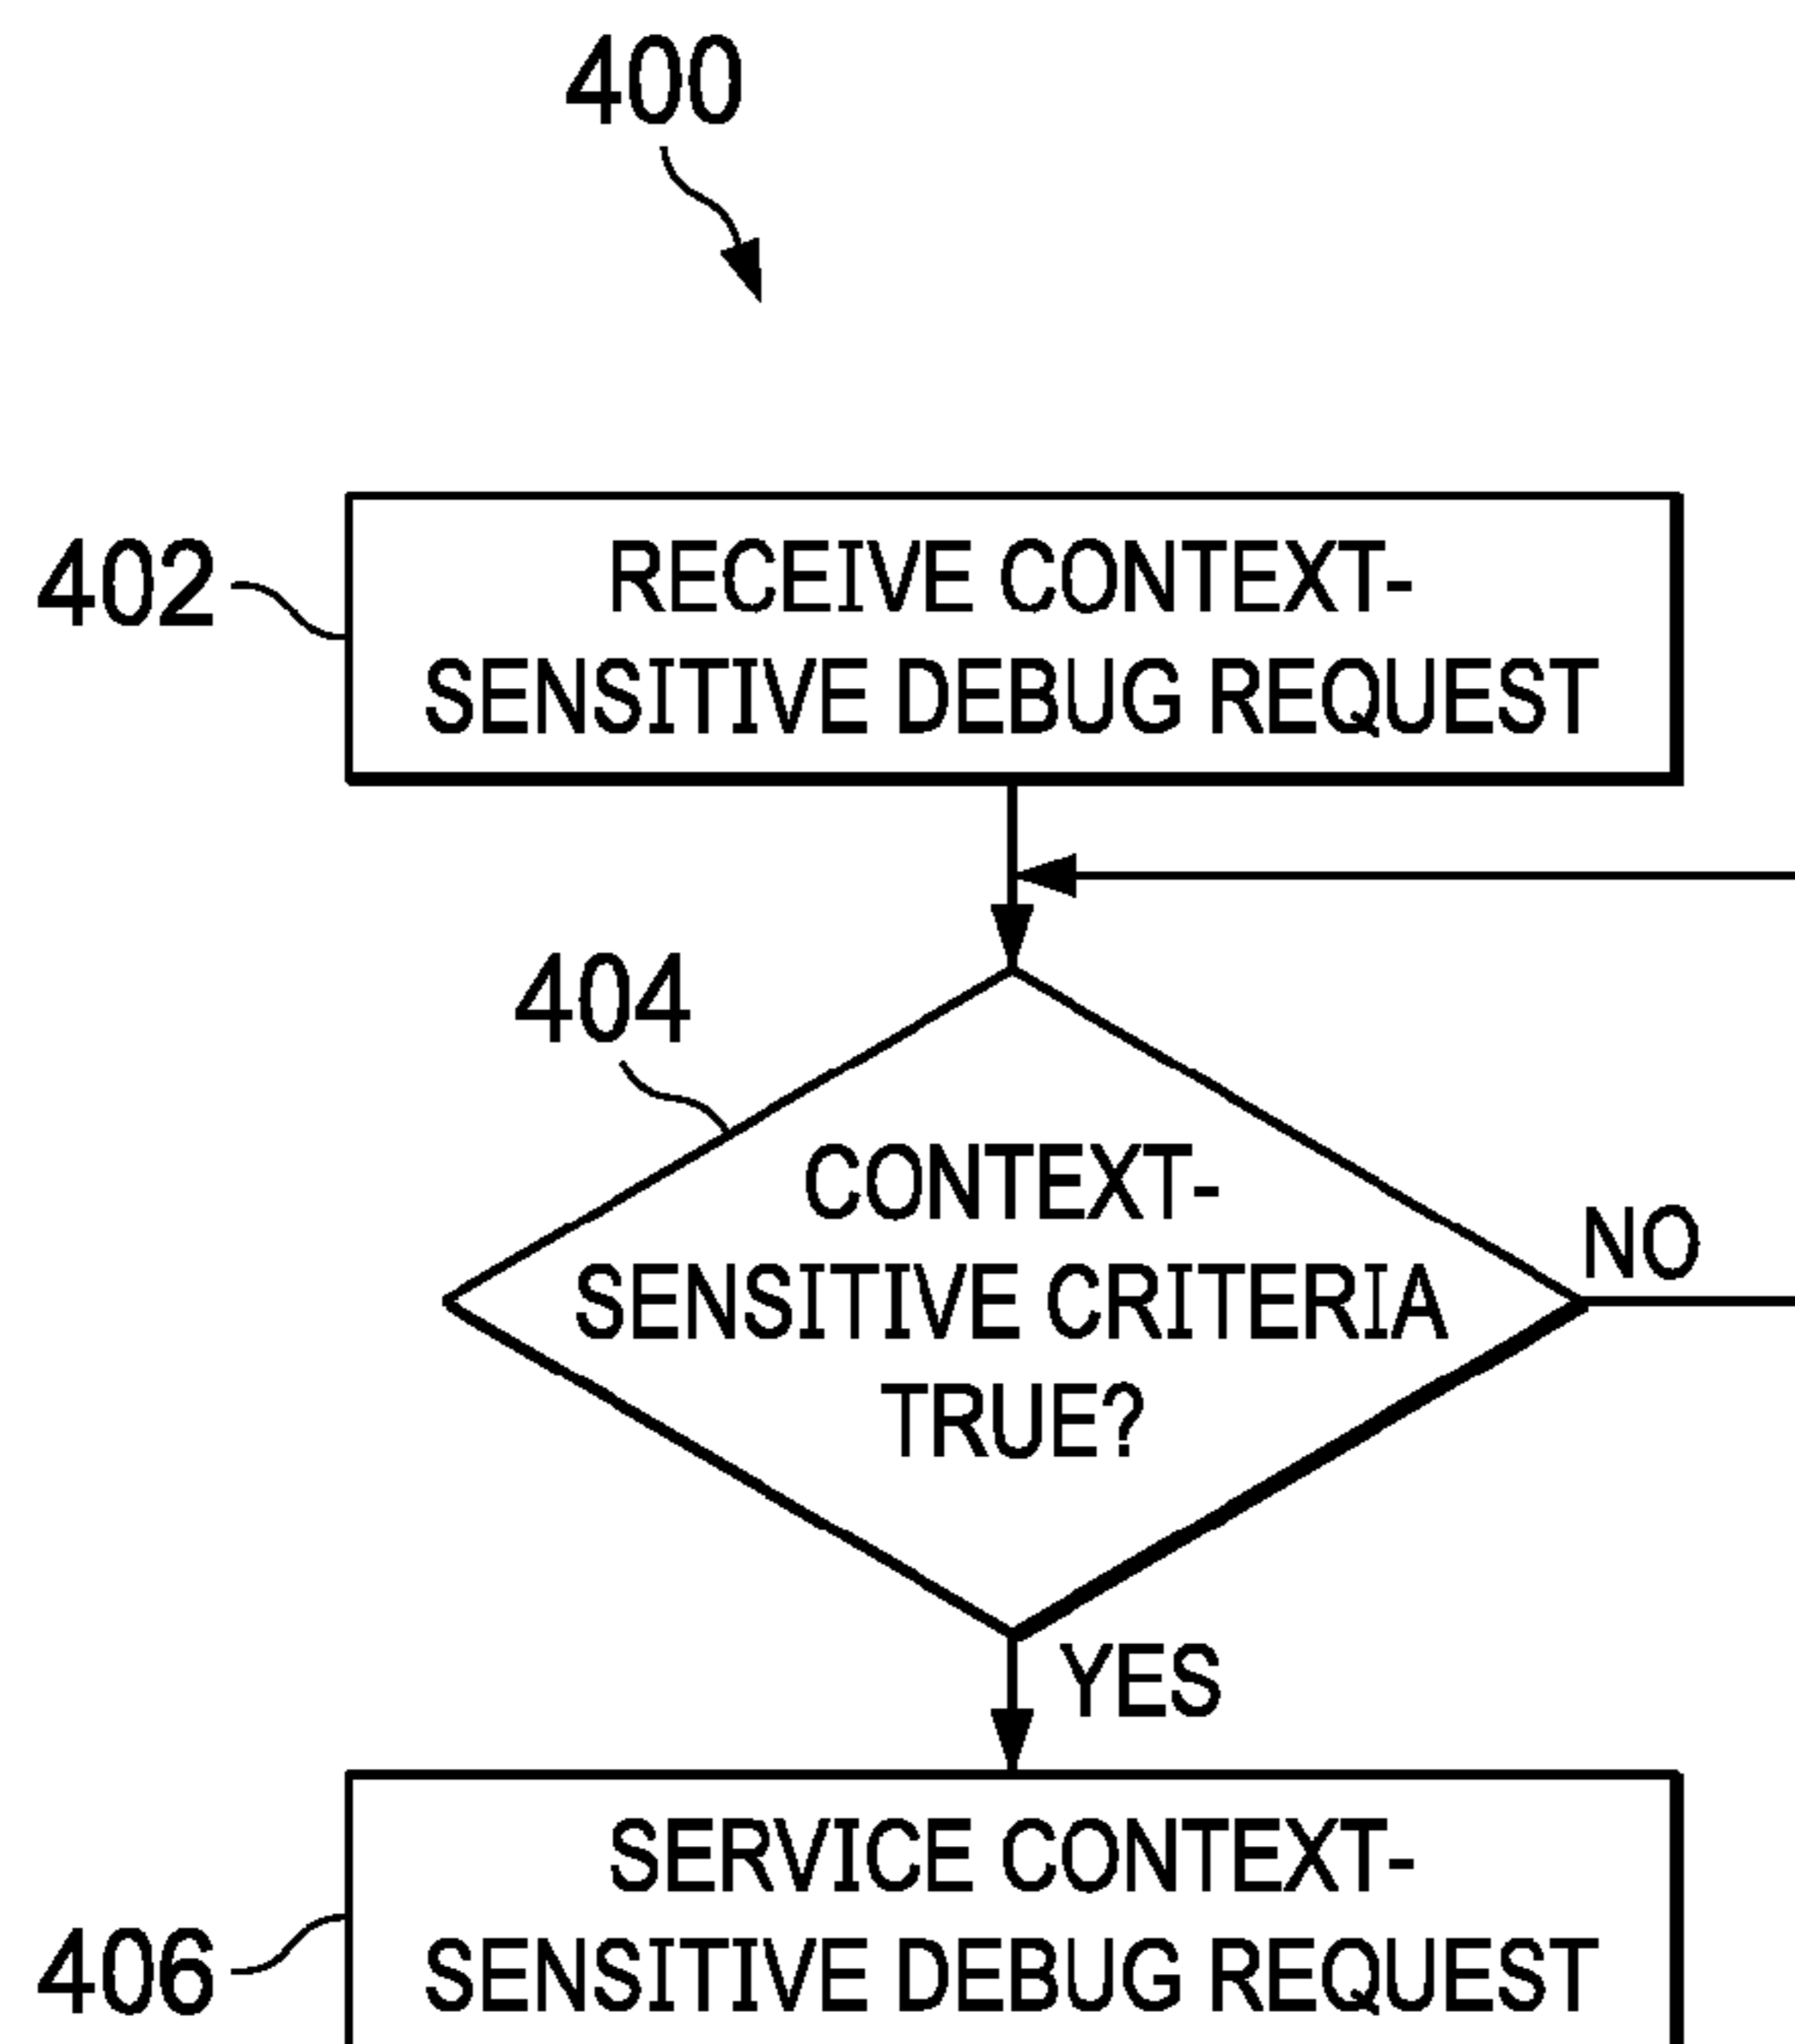 400
402
RECEIVE CONTEXT-
SENSITIVE DEBUG REQUEST
404
CONTEXT-
SENSITIVE CRITERIA
TRUE?
NO
YES
406
SERVICE CONTEXT-
SENSITIVE DEBUG REQUEST